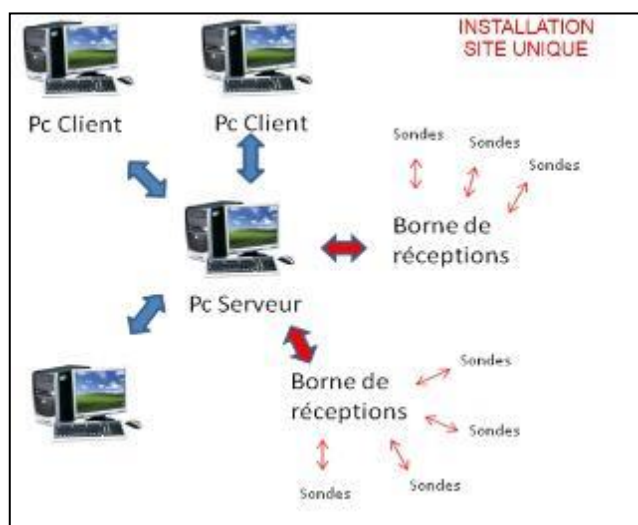 INSTALLATION
SITE UNIQUE
Pc Client
Pc Client
Sondes
Sondes
Sondes
Borne de
réceptions
Pc Serveur
Borne de
réceptions
Sondes
Sondes
Sondes
Sondes